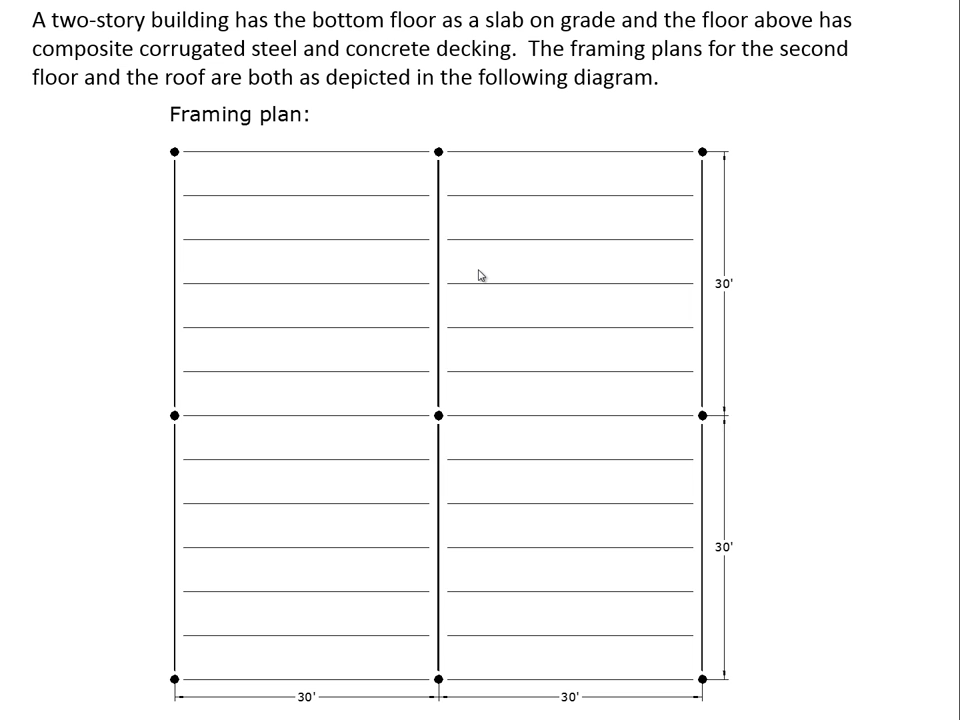 A two-story building has the bottom floor as a slab on grade and the floor above has
composite corrugated steel and concrete decking.  The framing plans for the second
floor and the roof are both as depicted in the following diagram.
Framing plan:
30'
30'
30'
30'